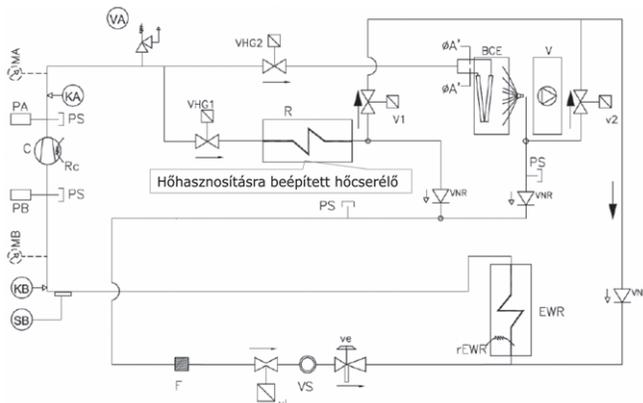 VA
MA
VHG2
ØA'
BCE
V
KA
ØA'
PA
PS
VHG1
R
V1
v2
C
Rc
PS
Hőhasznosításra beépített hőcserélő
PB
PS
PS
VNR
VNR
MB
KB
EWR
VN
SB
ve
rEWR
F
VS